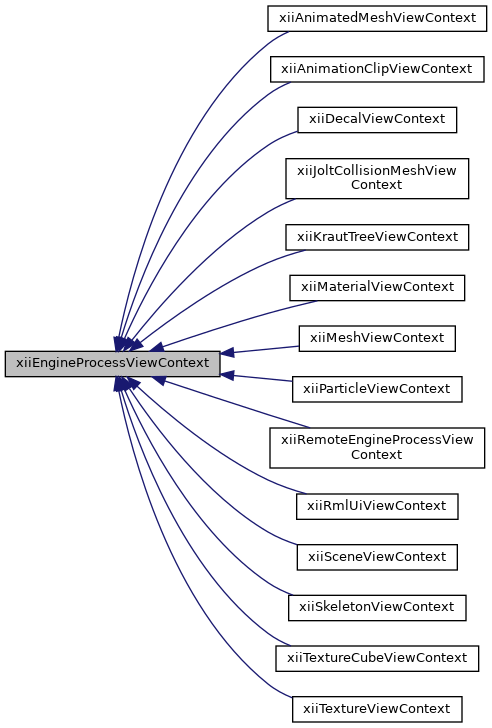 xiiAnimatedMeshViewContext
xiiAnimationClipViewContext
xiiDecalViewContext
xiiJoltCollisionMeshView
Context
xiiKrautTreeViewContext
xiiMaterialViewContext
xiiMeshViewContext
xiiEngineProcessViewContext
xiiParticleViewContext
xiiRemoteEngineProcessView
Context
xiiRmlUiViewContext
xiiSceneViewContext
xiiSkeletonViewContext
xiiTextureCubeViewContext
xiiTextureViewContext